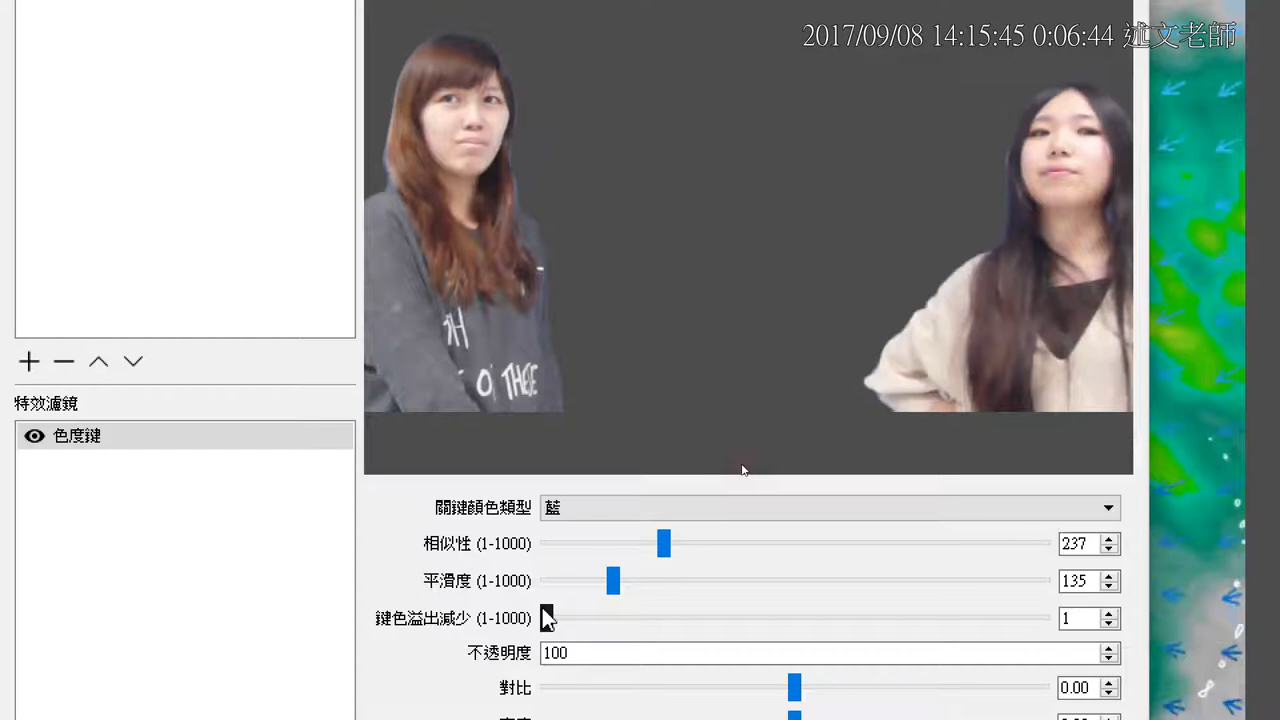 2017/09/08 14:15:45 0:06:44 述文老師
特效濾鏡
色度鍵
關鍵顏色類型 藍
相似性 (1-1000) 237
平滑度 (1-1000) 135
鍵色溢出減少 (1-1000) 1
不透明度 100
對比 0.00